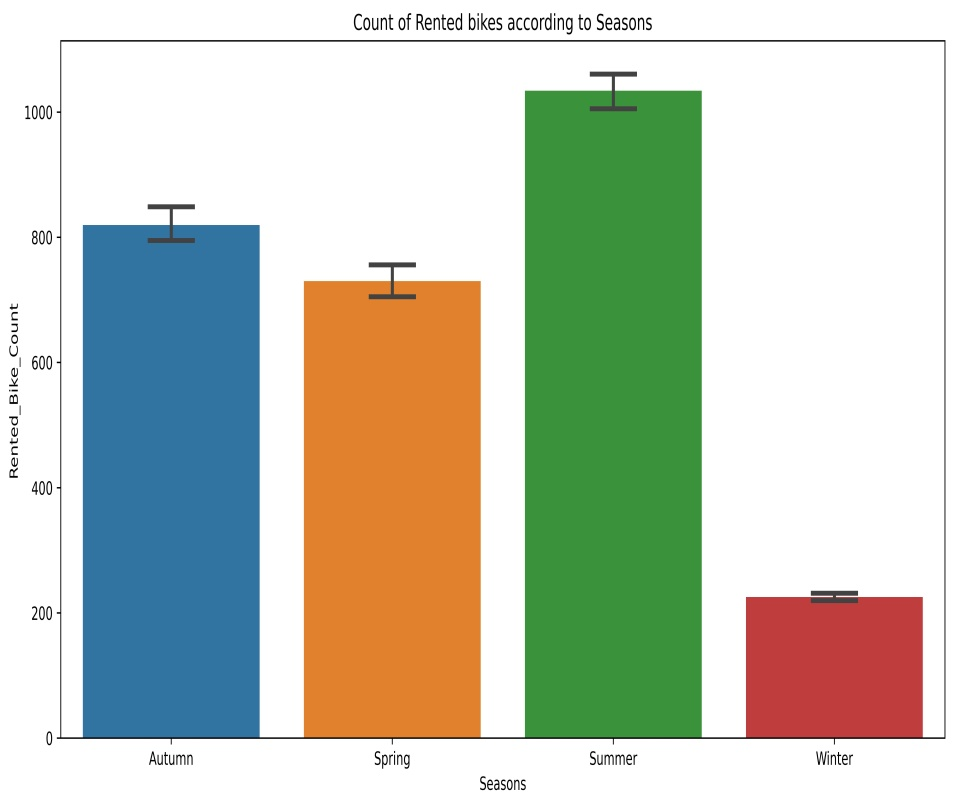 Count of Rented bikes according to Seasons
Rented_Bike_Count
1000
800
600
400
200
0
Autumn Spring Summer Winter
Seasons